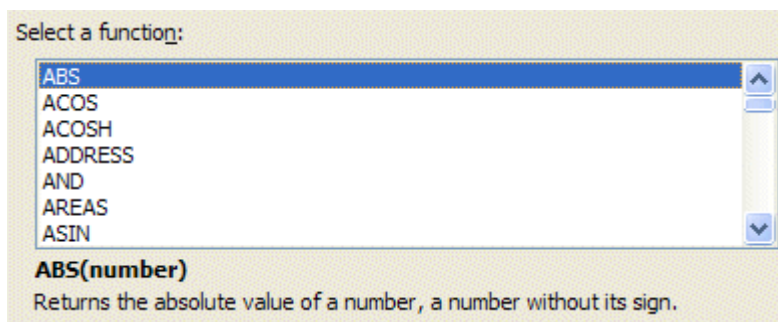 Select a function:
ABS
ACOS
ACOSH
ADDRESS
AND
AREAS
ASIN
ABS(number)
Returns the absolute value of a number, a number without its sign.